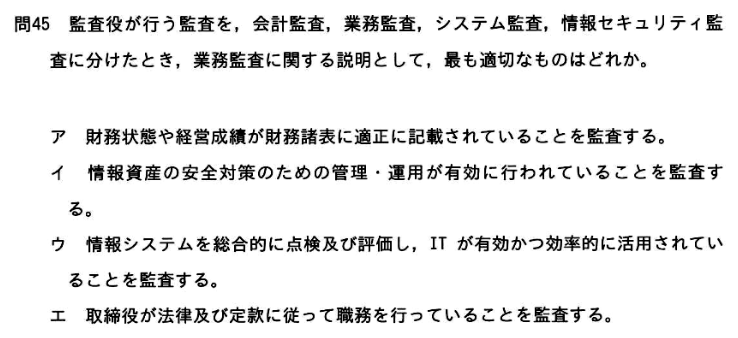 問45 監査役が行う監査を，会計監査，業務監査，システム監査，情報セキュリティ監
査に分けたとき，業務監査に関する説明として，最も適切なものはどれか。
ア 財務状態や経営成績が財務諸表に適正に記載されていることを監査する。
イ 情報資産の安全対策のための管理・運用が有効に行われていることを監査す
る。
ウ 情報システムを総合的に点検及び評価し，IT が有効かつ効率的に活用されてい
ることを監査する。
エ 取締役が法律及び定款に従って職務を行っていることを監査する。